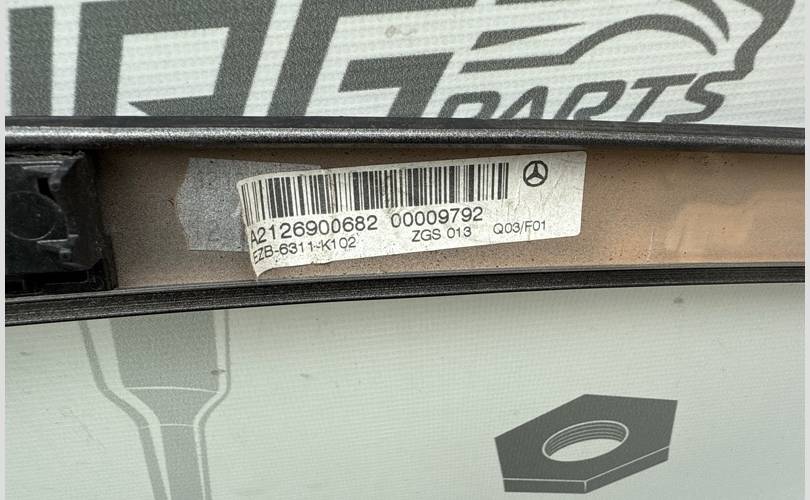 PARTS
A2126900682 00009792
EZB-6311-K102 ZGS 013 Q03/F01